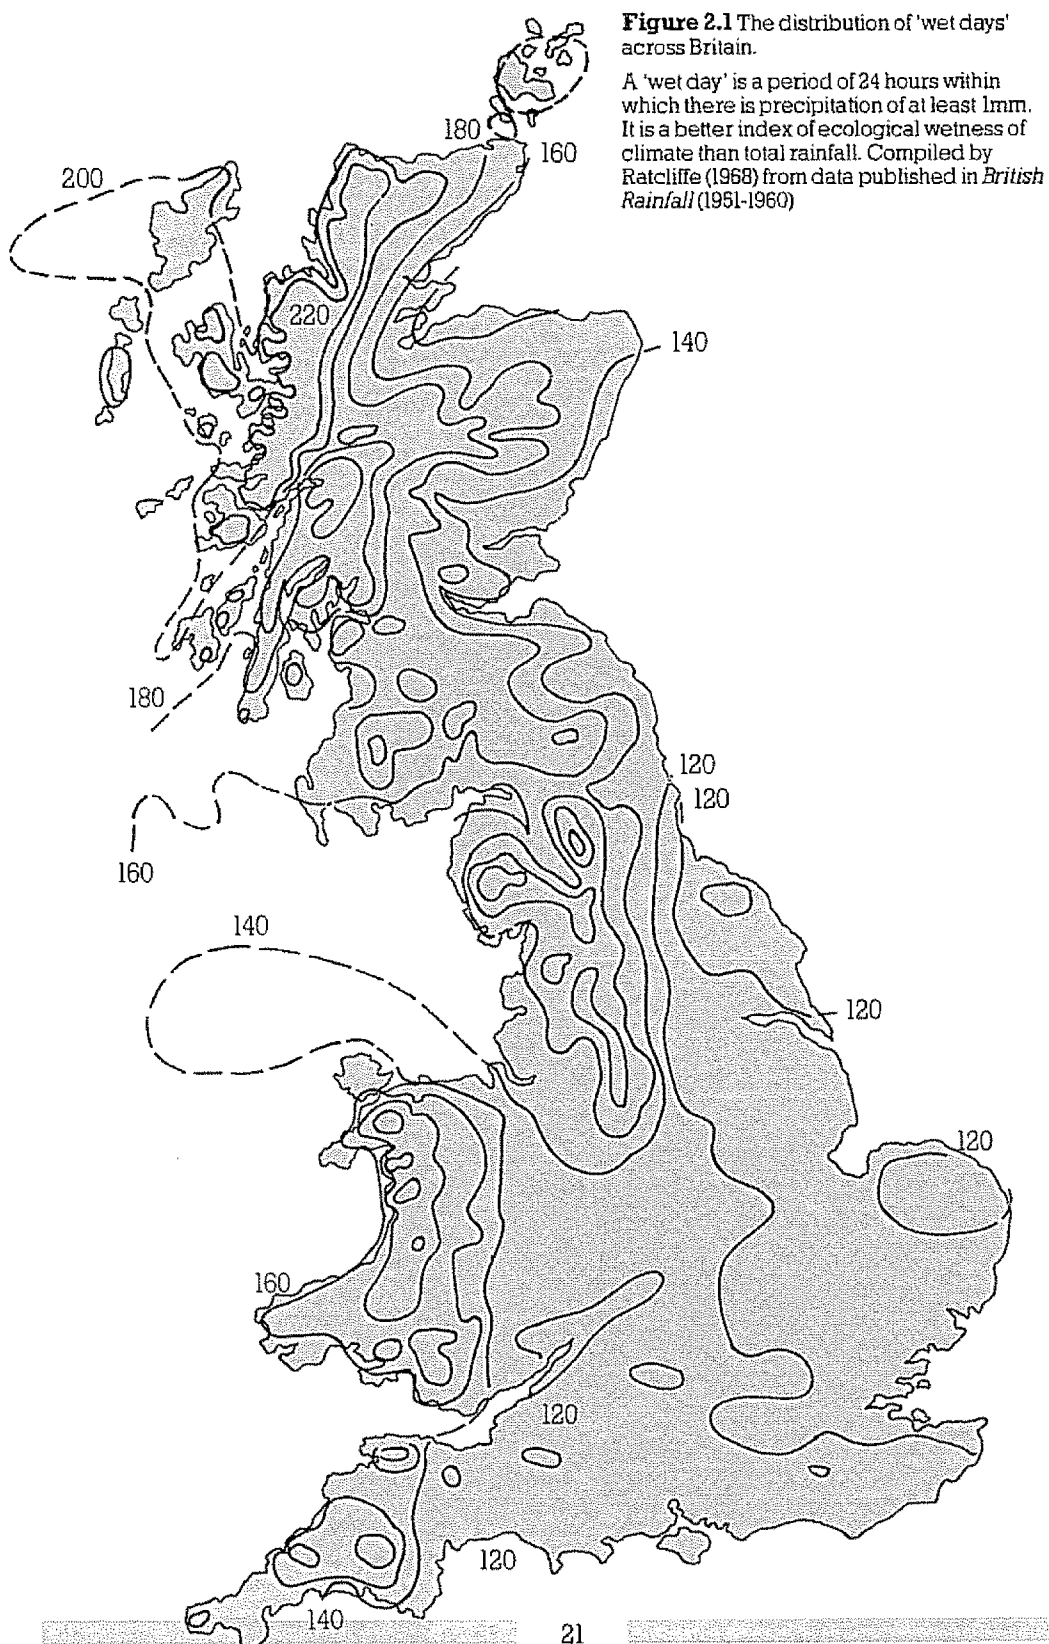 Figure 2.1 The distribution of 'wet days'
across Britain.
A 'wet day' is a period of 24 hours within
which there is precipitation of at least 1mm.
It is a better index of ecological wetness of
climate than total rainfall. Compiled by
Ratcliffe (1968) from data published in British
Rainfall (1951-1960)
180
160
200
220
140
180
120
120
160
140
120
120
160
120
120
140
21